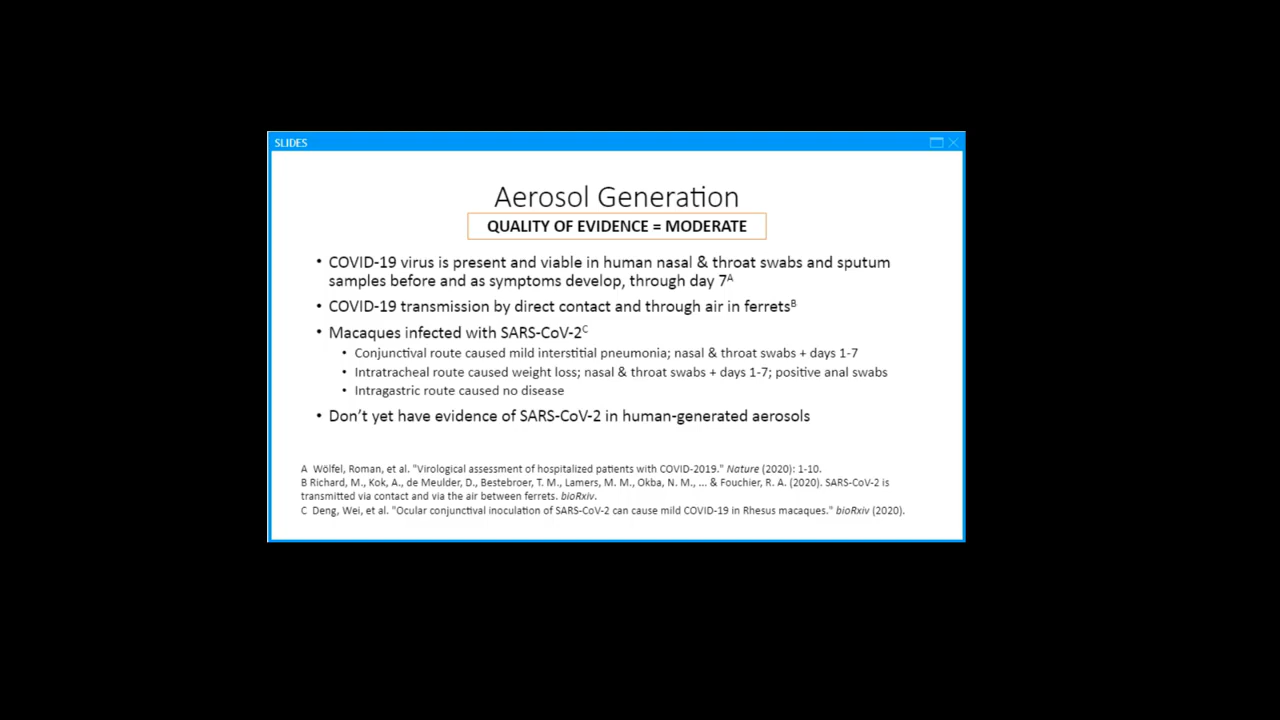 SLIDES
Aerosol Generation
QUALITY OF EVIDENCE = MODERATE
• COVID-19 virus is present and viable in human nasal & throat swabs and sputum
samples before and as symptoms develop, through day 7ᴬ
• COVID-19 transmission by direct contact and through air in ferretsᴮ
• Macaques infected with SARS-CoV-2ᶜ
• Conjunctival route caused mild interstitial pneumonia; nasal & throat swabs + days 1-7
• Intratracheal route caused weight loss; nasal & throat swabs + days 1-7; positive anal swabs
• Intragastric route caused no disease
• Don't yet have evidence of SARS-CoV-2 in human-generated aerosols
A Wölfel, Roman, et al. "Virological assessment of hospitalized patients with COVID-2019." Nature (2020): 1-10.
B Richard, M., Kok, A., de Meulder, D., Bestebroer, T. M., Lamers, M. M., Okba, N. M., ... & Fouchier, R. A. (2020). SARS-CoV-2 is
transmitted via contact and via the air between ferrets. bioRxiv.
C Deng, Wei, et al. "Ocular conjunctival inoculation of SARS-CoV-2 can cause mild COVID-19 in Rhesus macaques." bioRxiv (2020).